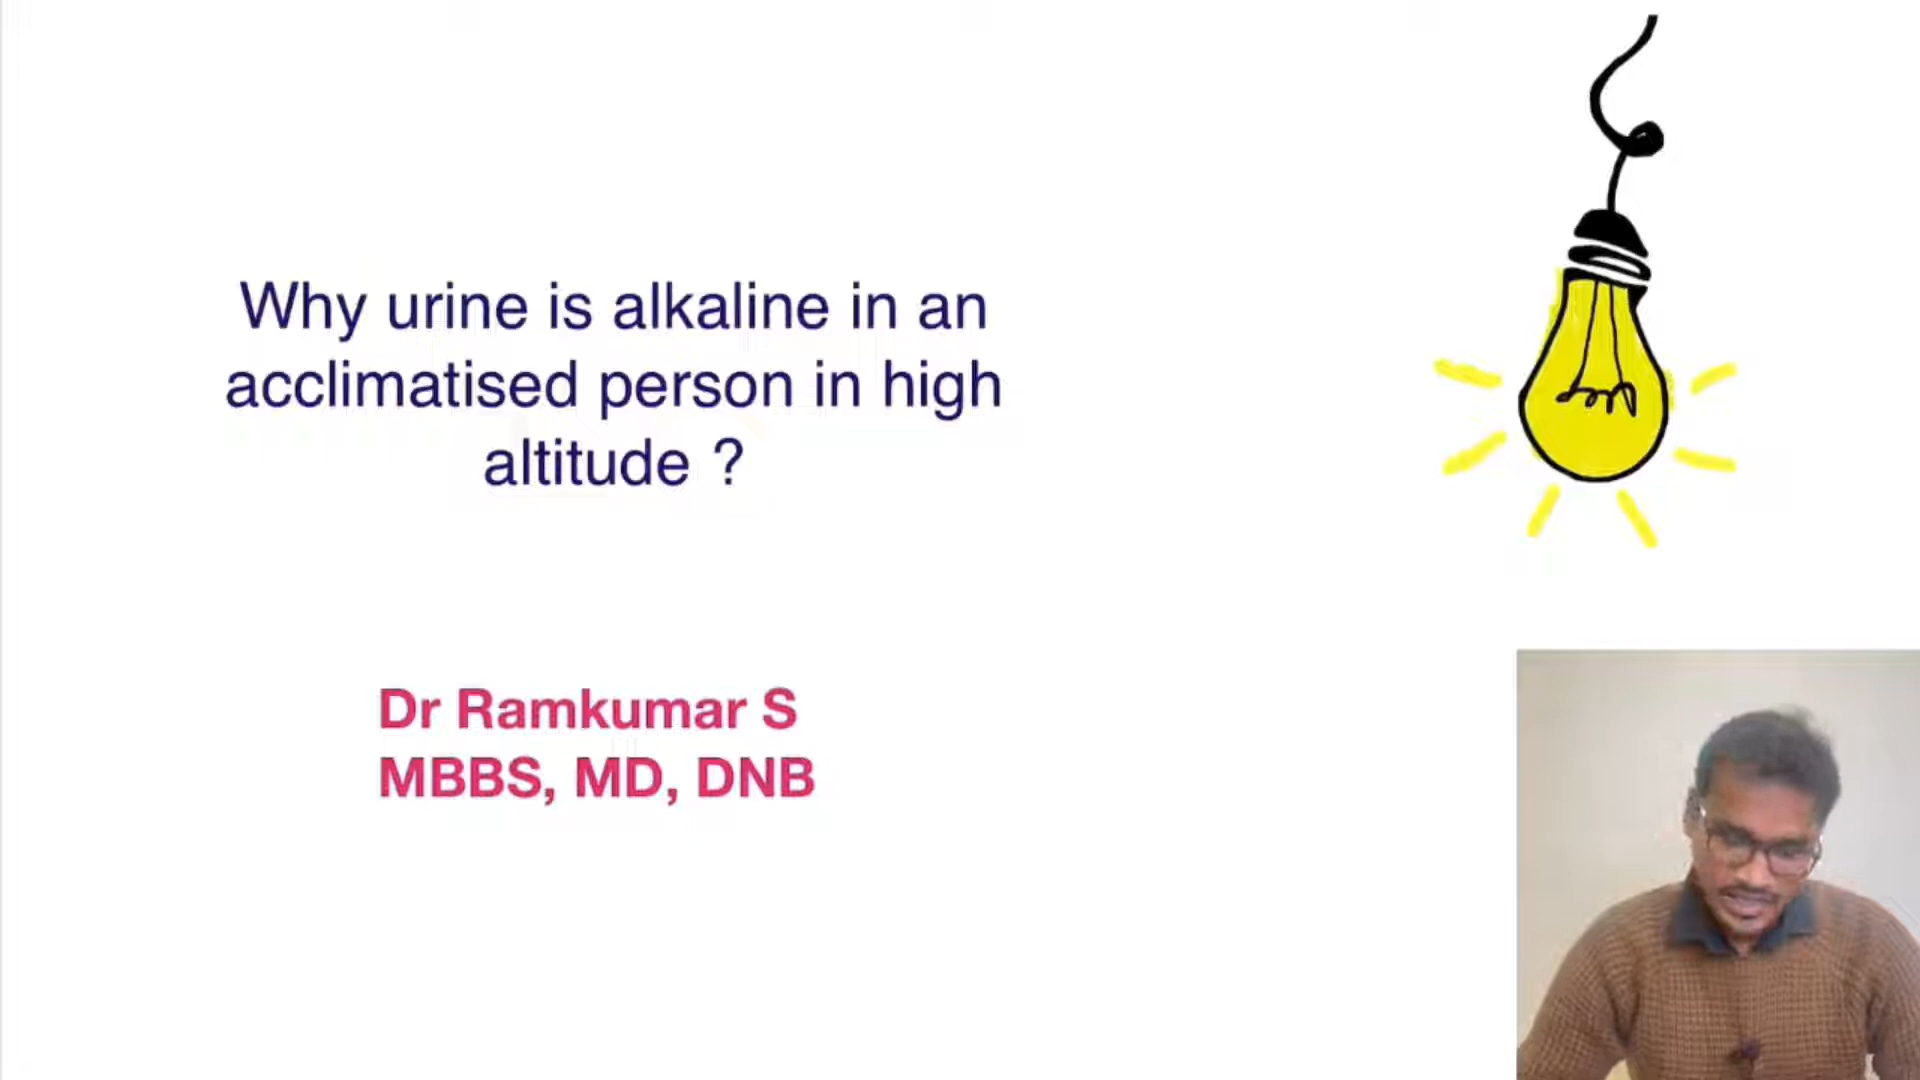 Why urine is alkaline in an
acclimatised person in high
altitude ?
Dr Ramkumar S
MBBS, MD, DNB